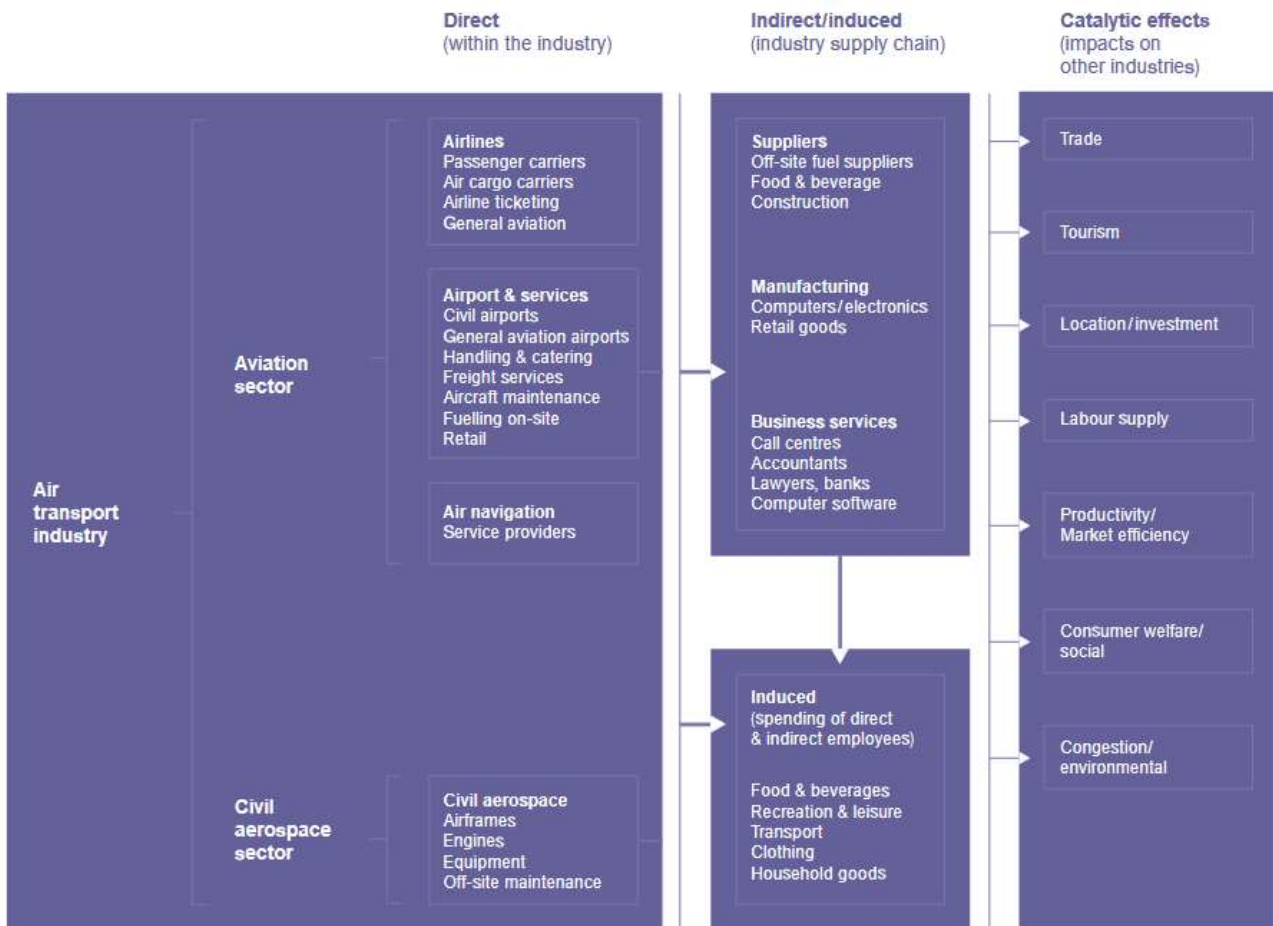 Direct
(within the industry)
Indirect/induced
(industry supply chain)
Catalytic effects
(impacts on
other industries)
Air
transport
industry
Aviation
sector
Airlines
Passenger carriers
Air cargo carriers
Airline ticketing
General aviation
Airport & services
Civil airports
General aviation airports
Handling & catering
Freight services
Aircraft maintenance
Fuelling on-site
Retail
Air navigation
Service providers
Civil
aerospace
sector
Civil aerospace
Airframes
Engines
Equipment
Off-site maintenance
Suppliers
Off-site fuel suppliers
Food & beverage
Construction
Manufacturing
Computers/electronics
Retail goods
Business services
Call centres
Accountants
Lawyers, banks
Computer software
Induced
(spending of direct
& indirect employees)
Food & beverages
Recreation & leisure
Transport
Clothing
Household goods
Trade
Tourism
Location/investment
Labour supply
Productivity/
Market efficiency
Consumer welfare/
social
Congestion/
environmental